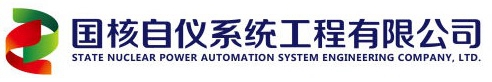 国核自仪系统工程有限公司
STATE NUCLEAR POWER AUTOMATION SYSTEM ENGINEERING COMPANY, LTD.